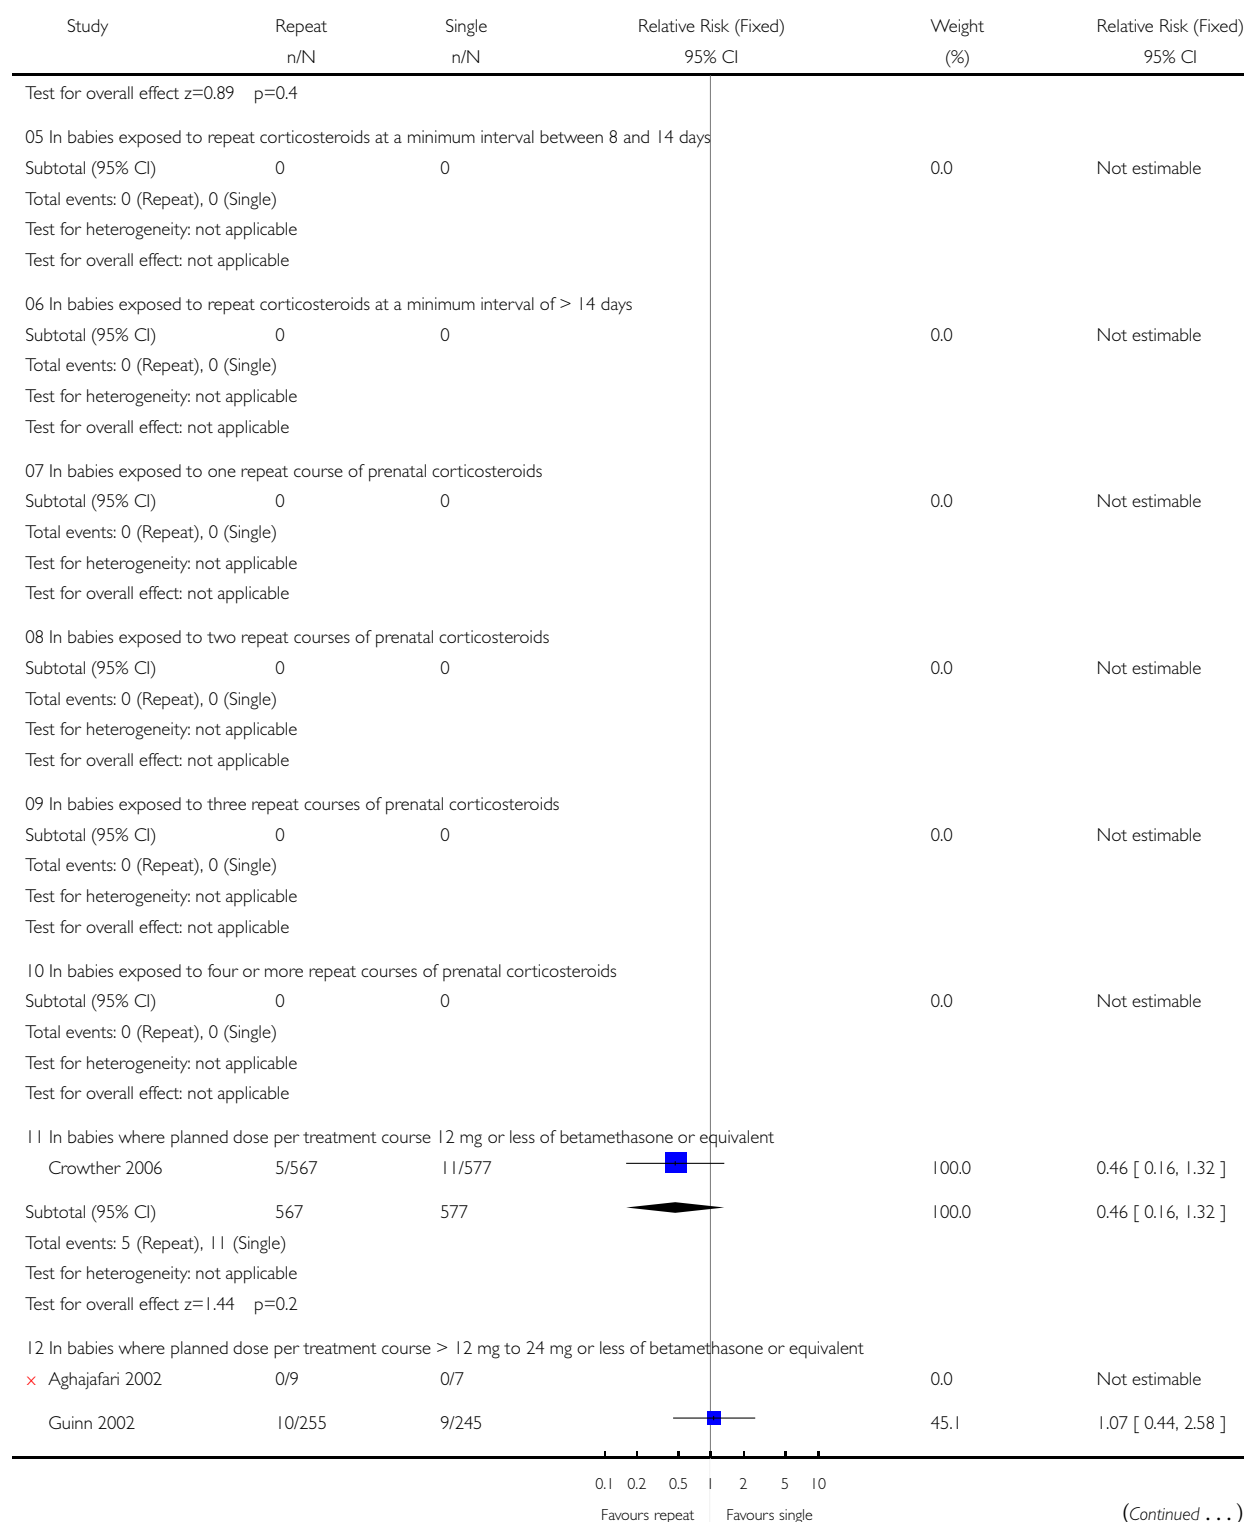 Study Repeat Single Relative Risk (Fixed) Weight Relative Risk (Fixed)
n/N n/N 95% CI (%) 95% CI
Test for overall effect z=0.89 p=0.4
05 In babies exposed to repeat corticosteroids at a minimum interval between 8 and 14 days
Subtotal (95% CI) 0 0 0.0 Not estimable
Total events: 0 (Repeat), 0 (Single)
Test for heterogeneity: not applicable
Test for overall effect: not applicable
06 In babies exposed to repeat corticosteroids at a minimum interval of > 14 days
Subtotal (95% CI) 0 0 0.0 Not estimable
Total events: 0 (Repeat), 0 (Single)
Test for heterogeneity: not applicable
Test for overall effect: not applicable
07 In babies exposed to one repeat course of prenatal corticosteroids
Subtotal (95% CI) 0 0 0.0 Not estimable
Total events: 0 (Repeat), 0 (Single)
Test for heterogeneity: not applicable
Test for overall effect: not applicable
08 In babies exposed to two repeat courses of prenatal corticosteroids
Subtotal (95% CI) 0 0 0.0 Not estimable
Total events: 0 (Repeat), 0 (Single)
Test for heterogeneity: not applicable
Test for overall effect: not applicable
09 In babies exposed to three repeat courses of prenatal corticosteroids
Subtotal (95% CI) 0 0 0.0 Not estimable
Total events: 0 (Repeat), 0 (Single)
Test for heterogeneity: not applicable
Test for overall effect: not applicable
10 In babies exposed to four or more repeat courses of prenatal corticosteroids
Subtotal (95% CI) 0 0 0.0 Not estimable
Total events: 0 (Repeat), 0 (Single)
Test for heterogeneity: not applicable
Test for overall effect: not applicable
11 In babies where planned dose per treatment course 12 mg or less of betamethasone or equivalent
Crowther 2006 5/567 11/577 100.0 0.46 [ 0.16, 1.32 ]
Subtotal (95% CI) 567 577 100.0 0.46 [ 0.16, 1.32 ]
Total events: 5 (Repeat), 11 (Single)
Test for heterogeneity: not applicable
Test for overall effect z=1.44 p=0.2
12 In babies where planned dose per treatment course > 12 mg to 24 mg or less of betamethasone or equivalent
× Aghajafari 2002 0/9 0/7 0.0 Not estimable
Guinn 2002 10/255 9/245 45.1 1.07 [ 0.44, 2.58 ]
0.1 0.2 0.5 1 2 5 10
Favours repeat Favours single (Continued . . . )